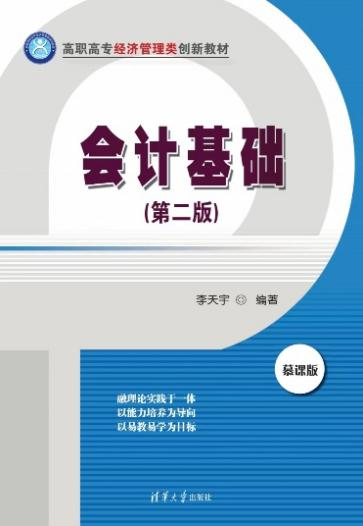 高职高专经济管理类创新教材
会计基础
(第二版)
李天宇 ◎ 编著
慕课版
融理论实践于一体
以能力培养为导向
以易教易学为目标
清华大学出版社